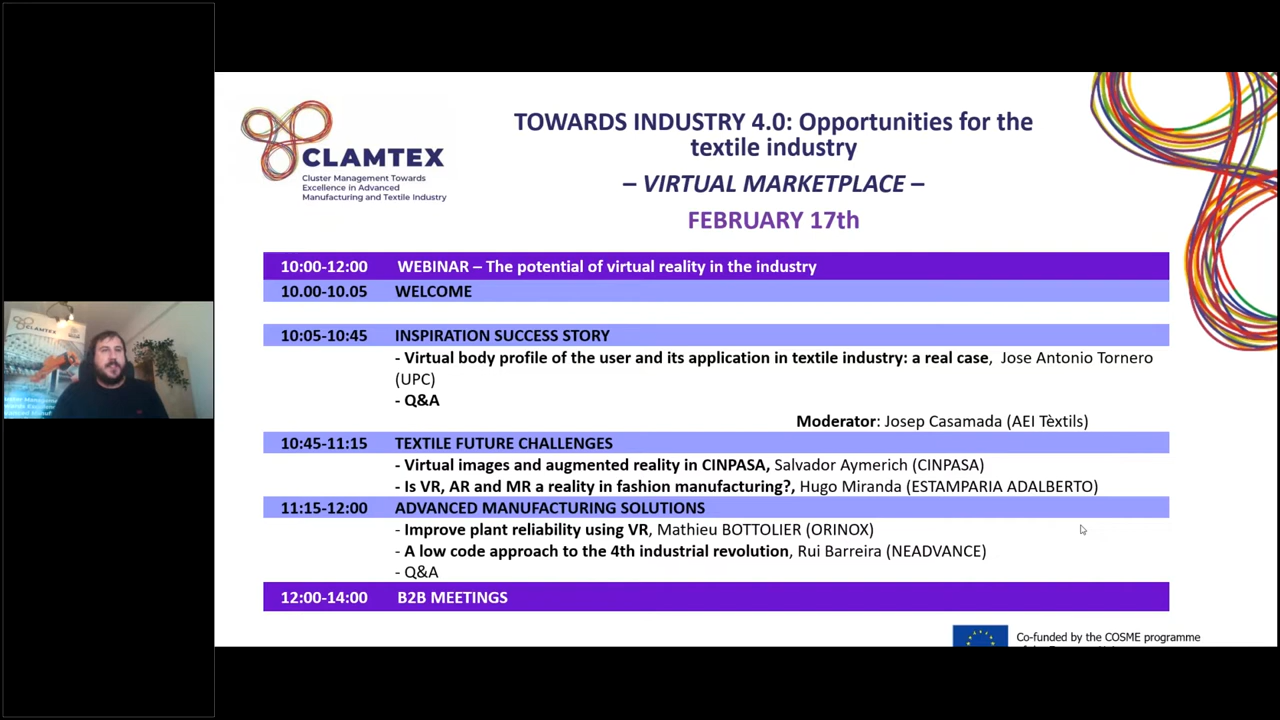 CLAMTEX
Cluster Management Towards
Excellence in Advanced
Manufacturing and Textile Industry
TOWARDS INDUSTRY 4.0: Opportunities for the
textile industry
– VIRTUAL MARKETPLACE –
FEBRUARY 17th
10:00-12:00 WEBINAR – The potential of virtual reality in the industry
10.00-10.05 WELCOME
10:05-10:45 INSPIRATION SUCCESS STORY
- Virtual body profile of the user and its application in textile industry: a real case, Jose Antonio Tornero
(UPC)
- Q&A
Moderator: Josep Casamada (AEI Tèxtils)
10:45-11:15 TEXTILE FUTURE CHALLENGES
- Virtual images and augmented reality in CINPASA, Salvador Aymerich (CINPASA)
- Is VR, AR and MR a reality in fashion manufacturing?, Hugo Miranda (ESTAMPARIA ADALBERTO)
11:15-12:00 ADVANCED MANUFACTURING SOLUTIONS
- Improve plant reliability using VR, Mathieu BOTTOLIER (ORINOX)
- A low code approach to the 4th industrial revolution, Rui Barreira (NEADVANCE)
- Q&A
12:00-14:00 B2B MEETINGS
Co-funded by the COSME programme
CLAMTEX